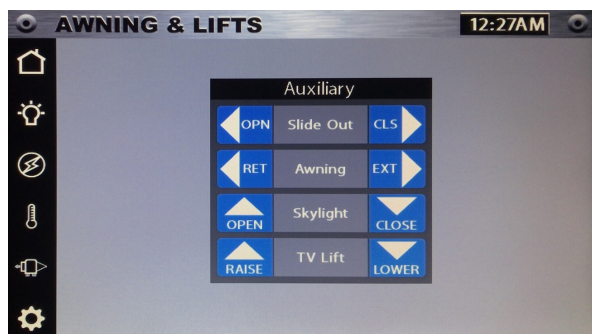 AWNING & LIFTS 12:27AM
Auxiliary
OPN Slide Out CLS
RET Awning EXT
OPEN Skylight CLOSE
RAISE TV Lift LOWER